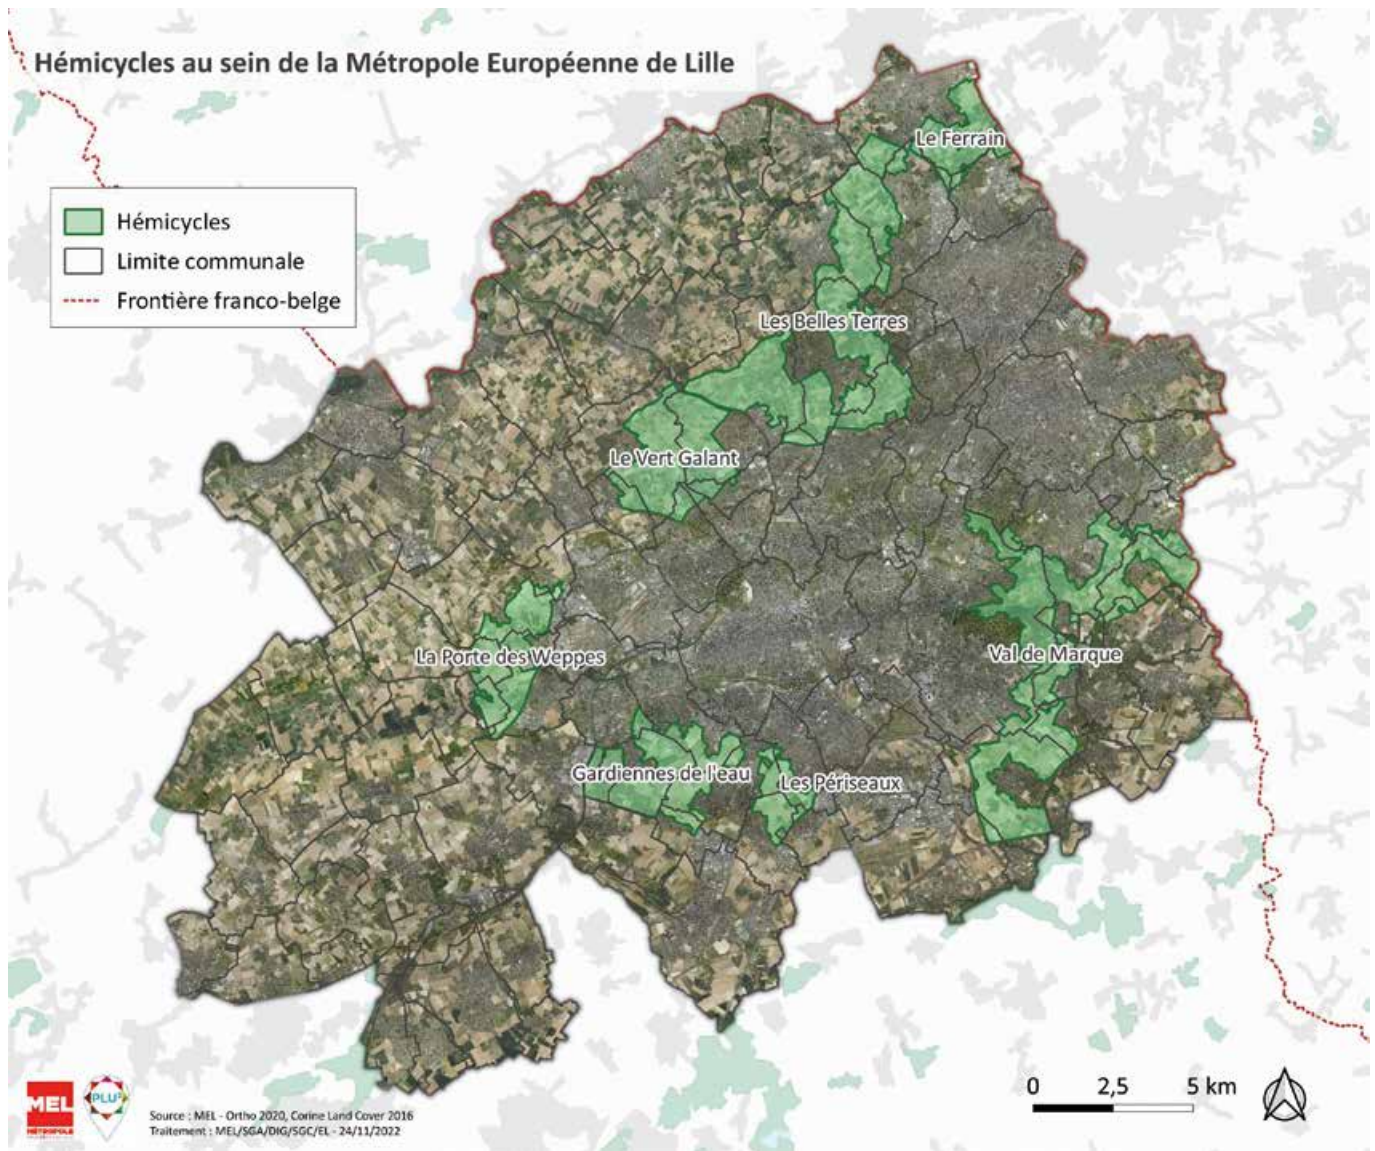 Hémicycles au sein de la Métropole Européenne de Lille
Le Ferrain
Hémicycles
Limite communale
Frontière franco-belge
Les Belles Terres
Le Vert Galant
La Porte des Weppes
Val de Marque
Gardiennes de l'eau
Les Périseaux
0 2,5 5 km
MEL
PLU³
Source : MEL - Ortho 2020, Corine Land Cover 2016
Traitement : MEL/SGA/DIG/SGC/EL - 24/11/2022